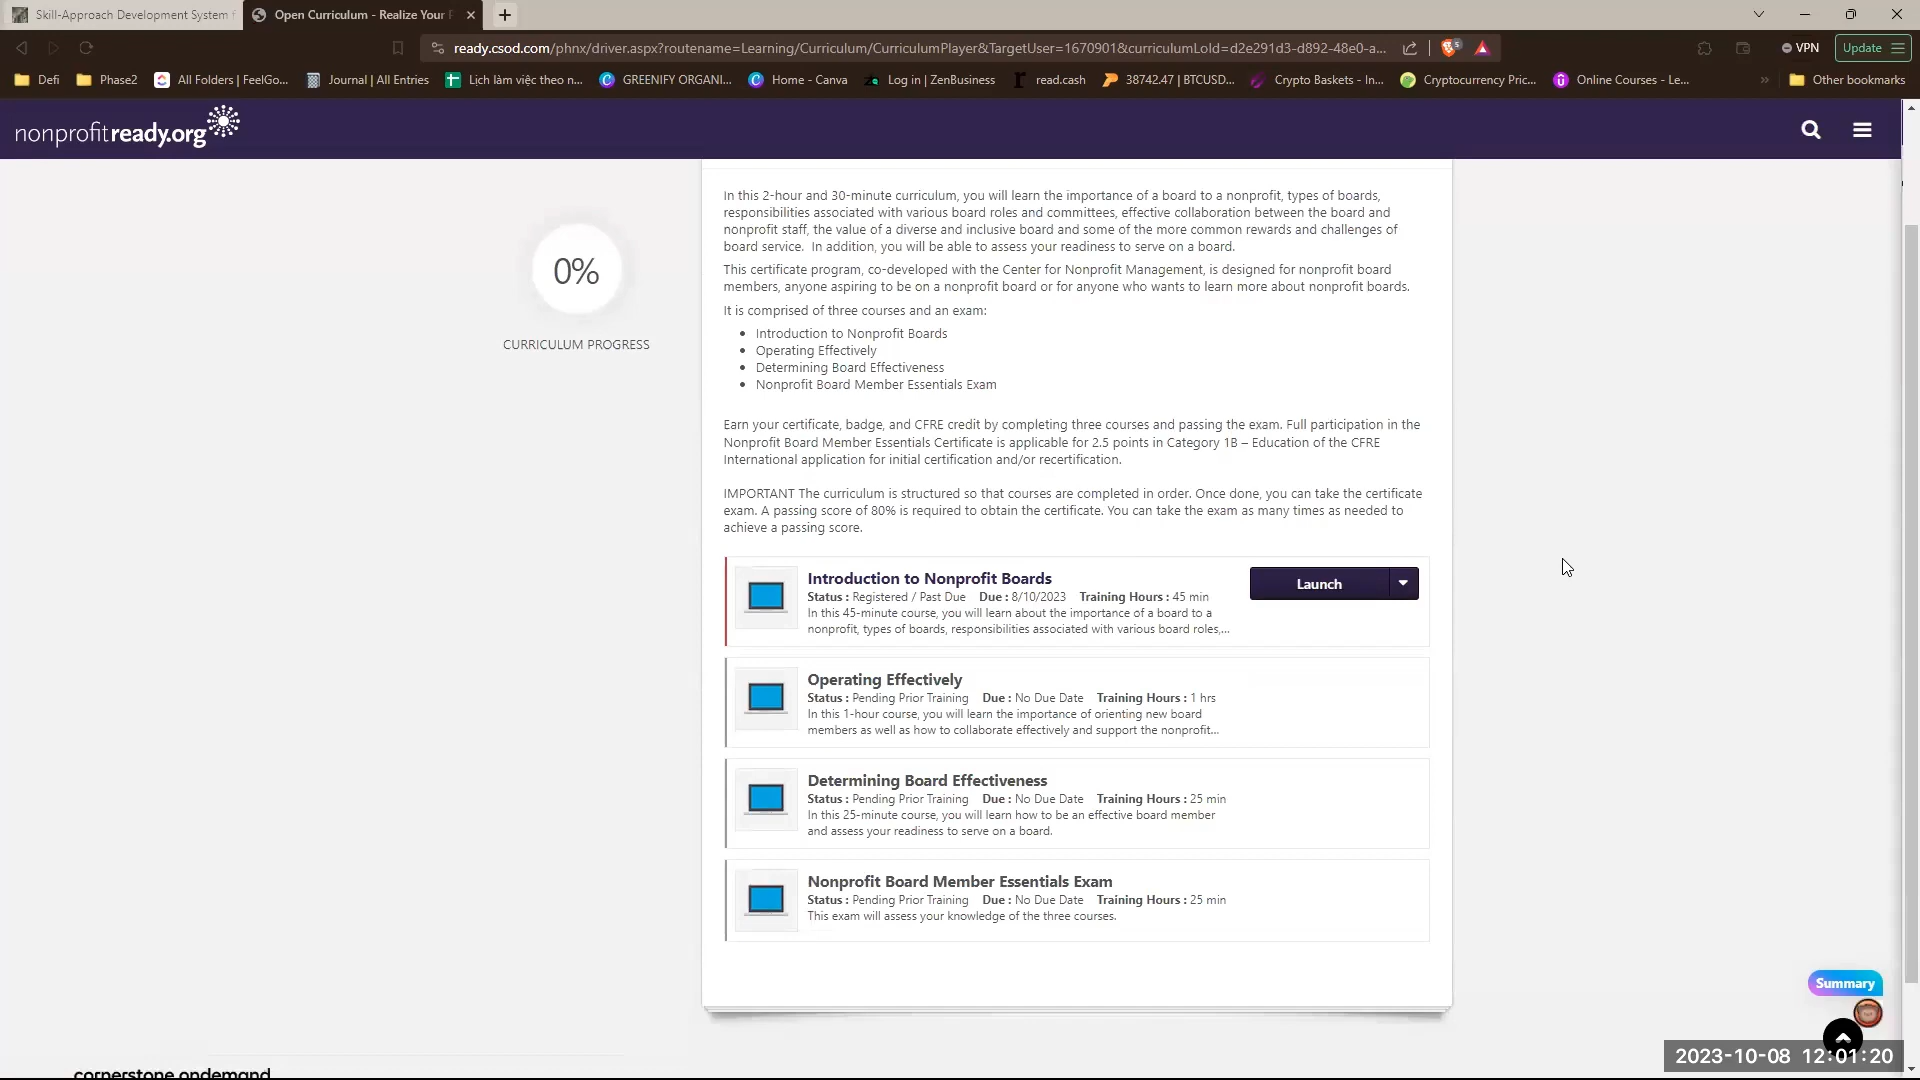 Skill-Approach Development System f
Open Curriculum - Realize Your P
ready.csod.com/phnx/driver.aspx?routename=Learning/Curriculum/CurriculumPlayer&TargetUser=1670901&curriculumLoId=d2e291d3-d892-48e0-a...
VPN
Update
Defi
Phase2
All Folders | FeelGo...
Journal | All Entries
Lịch làm việc theo n...
GREENIFY ORGANI...
Home - Canva
Log in | ZenBusiness
read.cash
38742.47 | BTCUSD...
Crypto Baskets - In...
Cryptocurrency Pric...
Online Courses - Le...
Other bookmarks
nonprofitready.org
0%
CURRICULUM PROGRESS
In this 2-hour and 30-minute curriculum, you will learn the importance of a board to a nonprofit, types of boards,
responsibilities associated with various board roles and committees, effective collaboration between the board and
nonprofit staff, the value of a diverse and inclusive board and some of the more common rewards and challenges of
board service. In addition, you will be able to assess your readiness to serve on a board.
This certificate program, co-developed with the Center for Nonprofit Management, is designed for nonprofit board
members, anyone aspiring to be on a nonprofit board or for anyone who wants to learn more about nonprofit boards.
It is comprised of three courses and an exam:
• Introduction to Nonprofit Boards
• Operating Effectively
• Determining Board Effectiveness
• Nonprofit Board Member Essentials Exam
Earn your certificate, badge, and CFRE credit by completing three courses and passing the exam. Full participation in the
Nonprofit Board Member Essentials Certificate is applicable for 2.5 points in Category 1B – Education of the CFRE
International application for initial certification and/or recertification.
IMPORTANT The curriculum is structured so that courses are completed in order. Once done, you can take the certificate
exam. A passing score of 80% is required to obtain the certificate. You can take the exam as many times as needed to
achieve a passing score.
Introduction to Nonprofit Boards
Status : Registered / Past Due Due : 8/10/2023 Training Hours : 45 min
In this 45-minute course, you will learn about the importance of a board to a
nonprofit, types of boards, responsibilities associated with various board roles,...
Launch
Operating Effectively
Status : Pending Prior Training Due : No Due Date Training Hours : 1 hrs
In this 1-hour course, you will learn the importance of orienting new board
members as well as how to collaborate effectively and support the nonprofit...
Determining Board Effectiveness
Status : Pending Prior Training Due : No Due Date Training Hours : 25 min
In this 25-minute course, you will learn how to be an effective board member
and assess your readiness to serve on a board.
Nonprofit Board Member Essentials Exam
Status : Pending Prior Training Due : No Due Date Training Hours : 25 min
This exam will assess your knowledge of the three courses.
Summary
cornerstone ondemand
2023-10-08 12:01:20